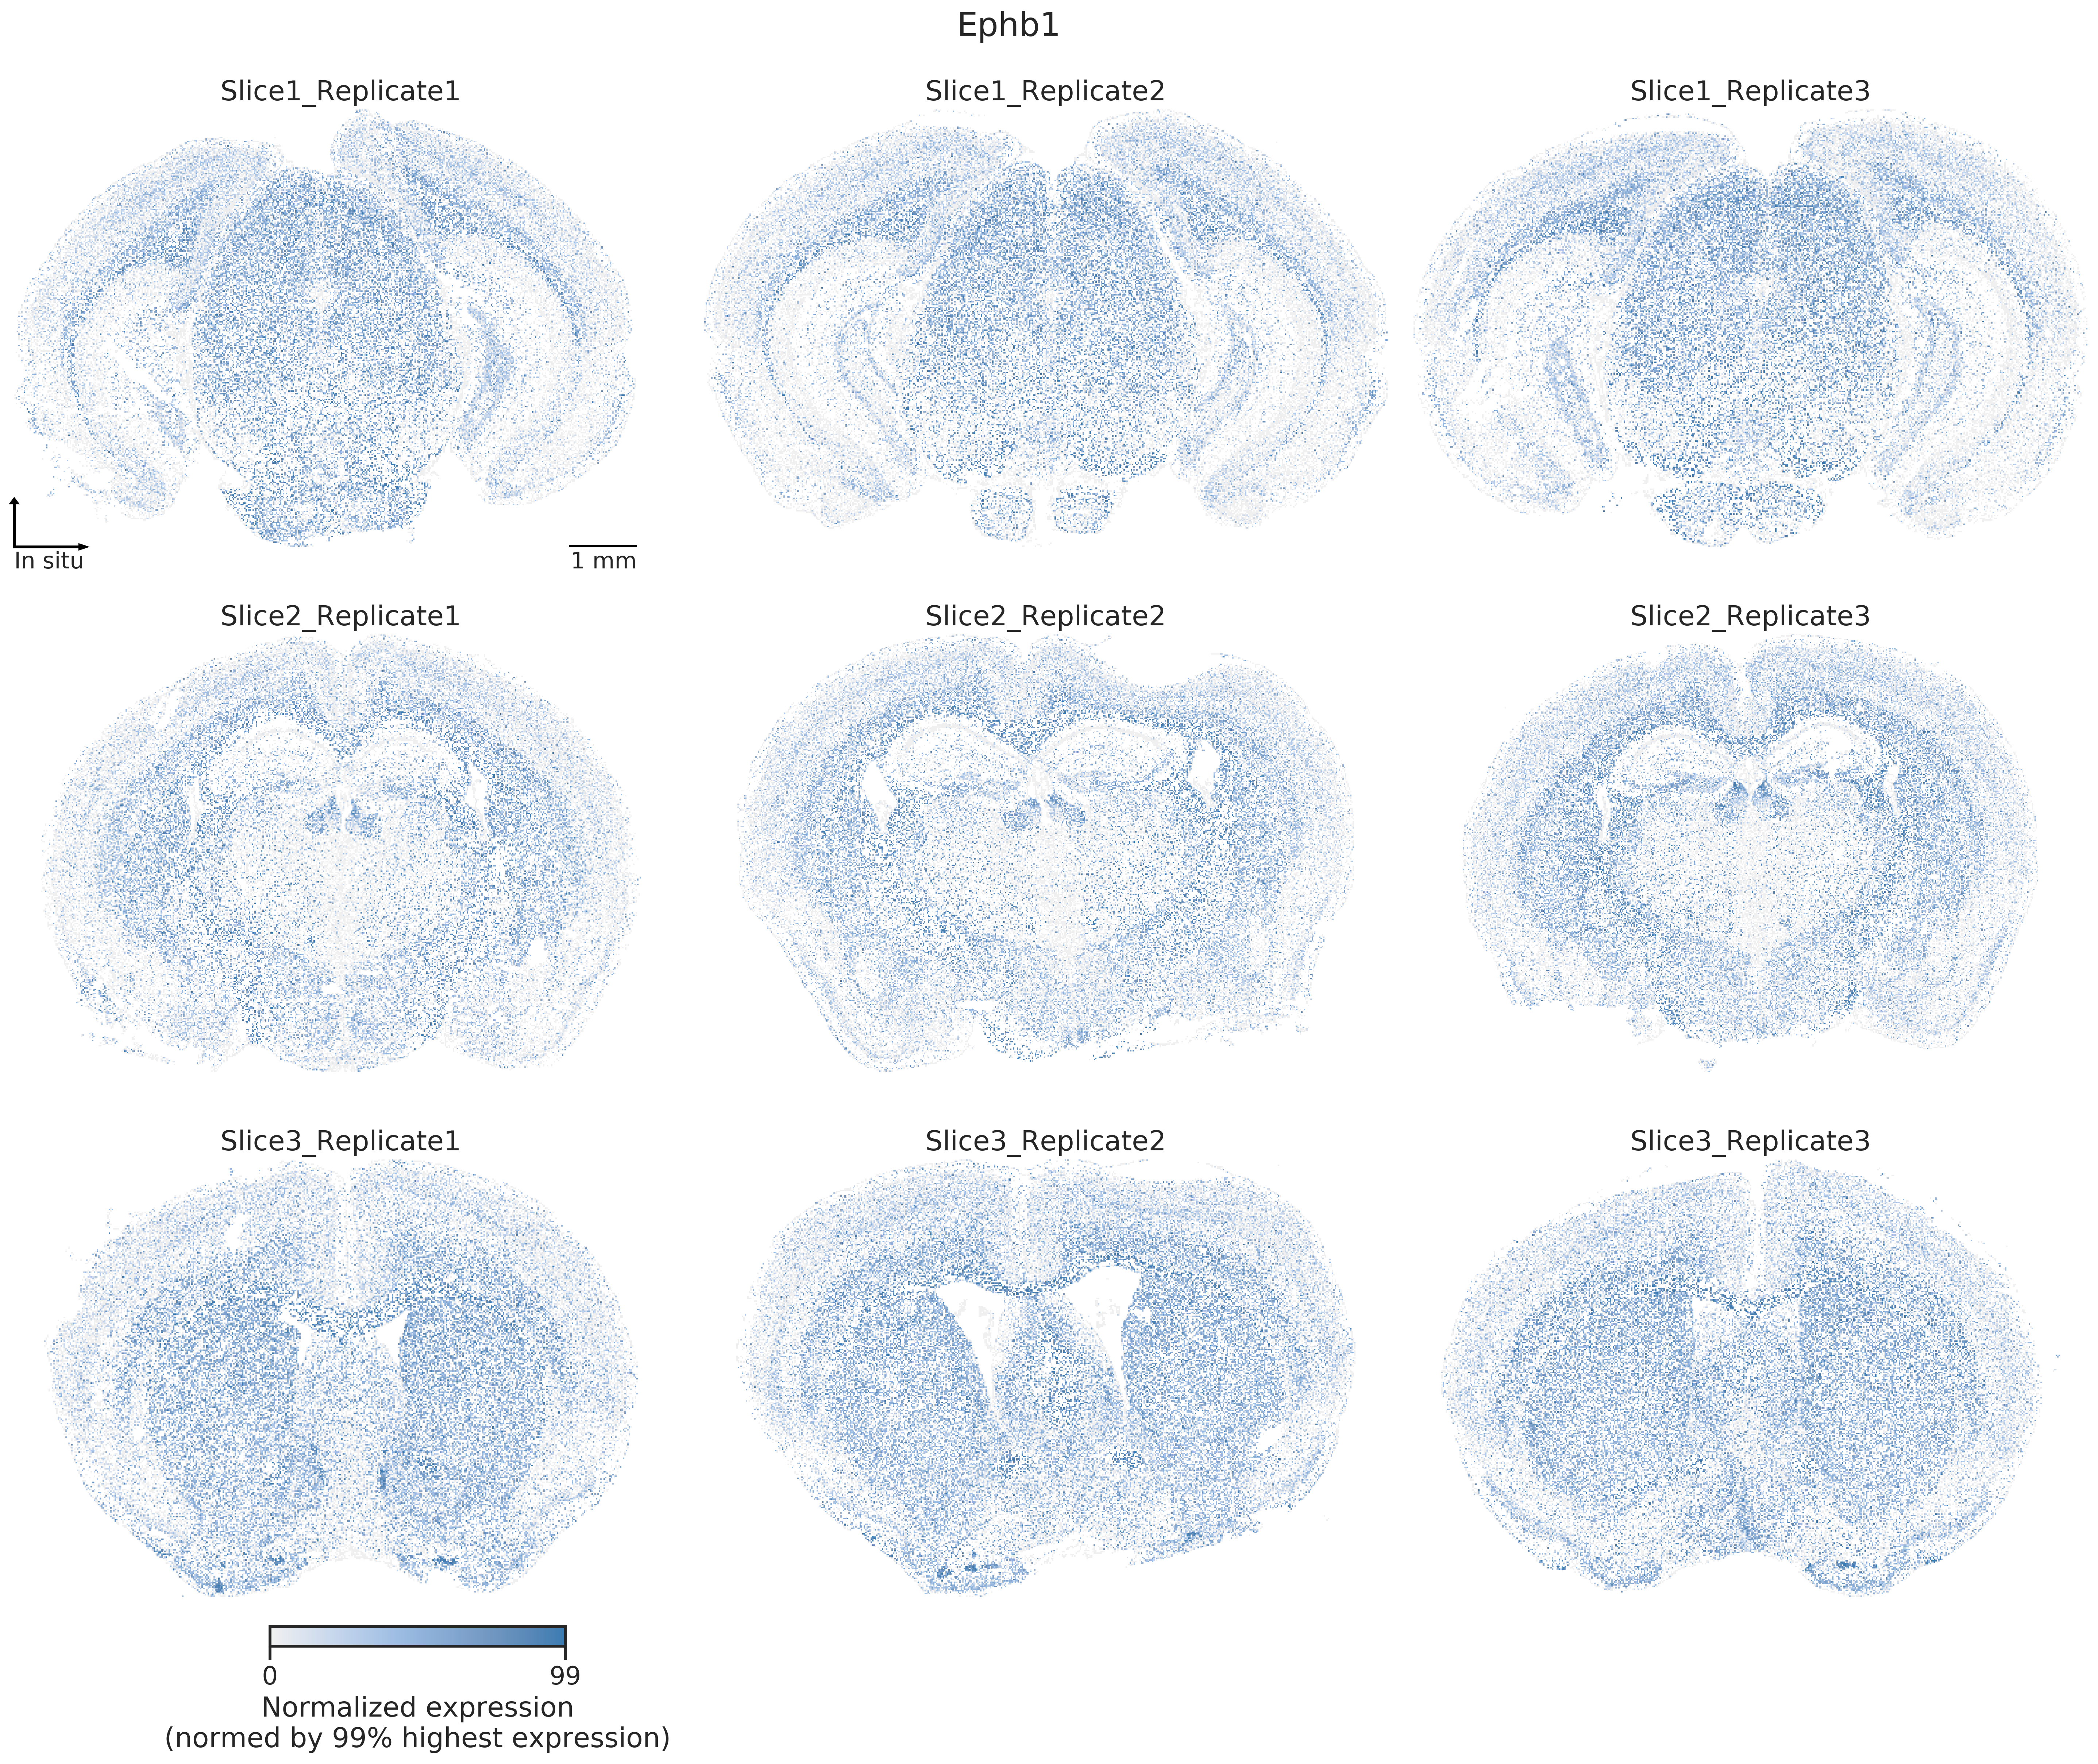 Ephb1
Slice1_Replicate1
Slice1_Replicate2
Slice1_Replicate3
In situ
1 mm
Slice2_Replicate1
Slice2_Replicate2
Slice2_Replicate3
Slice3_Replicate1
Slice3_Replicate2
Slice3_Replicate3
0
99
Normalized expression
(normed by 99% highest expression)